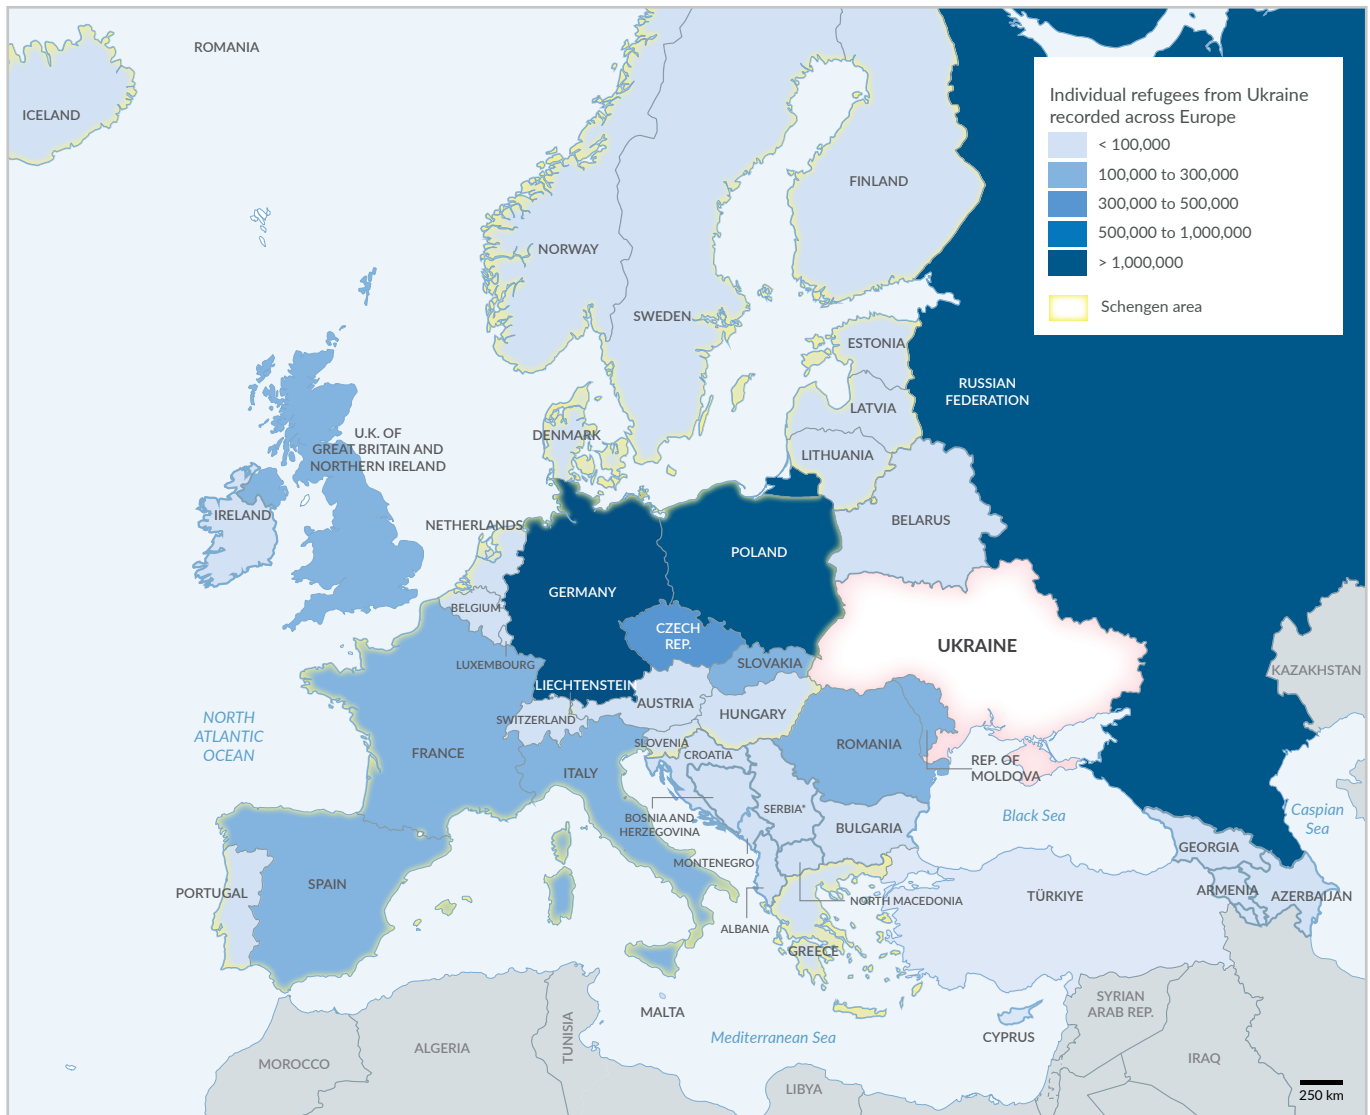 ROMANIA
ICELAND
Individual refugees from Ukraine
recorded across Europe
< 100,000
100,000 to 300,000
300,000 to 500,000
500,000 to 1,000,000
> 1,000,000
Schengen area
FINLAND
NORWAY
SWEDEN
ESTONIA
RUSSIAN
FEDERATION
LATVIA
U.K. OF
GREAT BRITAIN AND
NORTHERN IRELAND
DENMARK
LITHUANIA
IRELAND
NETHERLANDS
BELARUS
POLAND
GERMANY
BELGIUM
CZECH
REP.
UKRAINE
LUXEMBOURG
SLOVAKIA
KAZAKHSTAN
LIECHTENSTEIN
AUSTRIA
HUNGARY
SWITZERLAND
NORTH
ATLANTIC
OCEAN
FRANCE
SLOVENIA
CROATIA
ROMANIA
REP. OF
MOLDOVA
ITALY
BOSNIA AND
HERZEGOVINA
SERBIA*
BULGARIA
Black Sea
Caspian
Sea
GEORGIA
MONTENEGRO
PORTUGAL
SPAIN
NORTH MACEDONIA
TÜRKIYE
ARMENIA
AZERBAIJAN
ALBANIA
GREECE
MALTA
Mediterranean Sea
CYPRUS
SYRIAN
ARAB REP.
MOROCCO
ALGERIA
TUNISIA
LIBYA
IRAQ
250 km